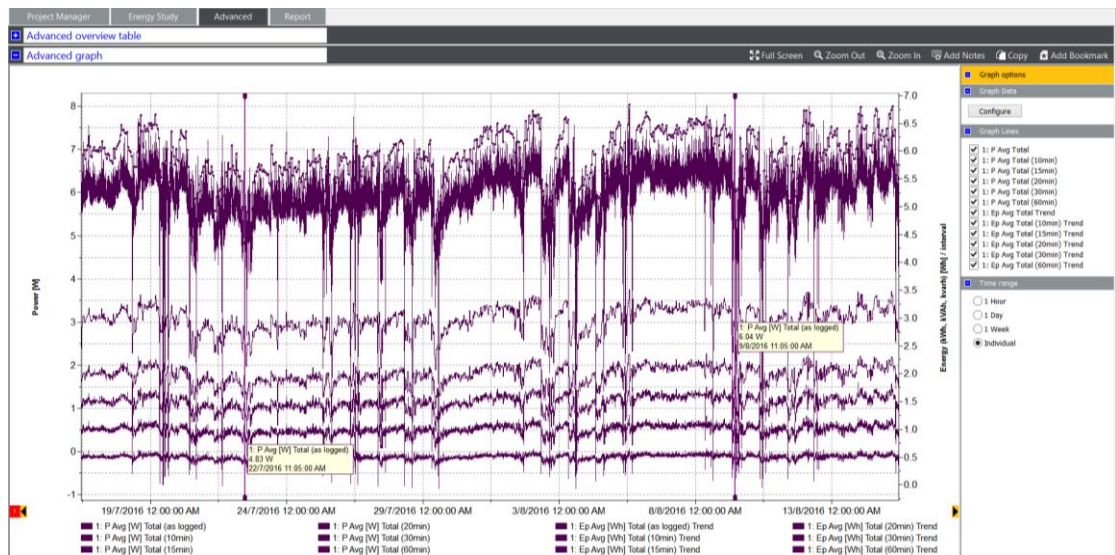 Project Manager Energy Study Advanced Report
Advanced overview table
Advanced graph Full Screen Zoom Out Zoom In Add Notes Copy Add Bookmark
Graph options
Graph Data
Configure
Graph Lines
1: P Avg Total
1: P Avg Total (10min)
1: P Avg Total (15min)
1: P Avg Total (20min)
1: P Avg Total (30min)
1: P Avg Total (60min)
1: Ep Avg Total Trend
1: Ep Avg Total (10min) Trend
1: Ep Avg Total (15min) Trend
1: Ep Avg Total (20min) Trend
1: Ep Avg Total (30min) Trend
1: Ep Avg Total (60min) Trend
Time range
1 Hour
1 Day
1 Week
Individual
Power [W]
8
7
6
5
4
3
2
1
0
-1
7.0
6.5
6.0
5.5
5.0
4.5
4.0
3.5
3.0
2.5
2.0
1.5
1.0
0.5
0.0
Energy (kWh, kVAh, kvarh) [Wh] / interval
1: P Avg [W] Total (as logged)
6.04 W
9/8/2016 11:05:00 AM
1: P Avg [W] Total (as logged)
4.83 W
22/7/2016 11:05:00 AM
19/7/2016 12:00:00 AM 24/7/2016 12:00:00 AM 29/7/2016 12:00:00 AM 3/8/2016 12:00:00 AM 8/8/2016 12:00:00 AM 13/8/2016 12:00:00 AM
1: P Avg [W] Total (as logged) 1: P Avg [W] Total (20min) 1: Ep Avg [Wh] Total (as logged) Trend 1: Ep Avg [Wh] Total (20min) Trend
1: P Avg [W] Total (10min) 1: P Avg [W] Total (30min) 1: Ep Avg [Wh] Total (10min) Trend 1: Ep Avg [Wh] Total (30min) Trend
1: P Avg [W] Total (15min) 1: P Avg [W] Total (60min) 1: Ep Avg [Wh] Total (15min) Trend 1: Ep Avg [Wh] Total (60min) Trend